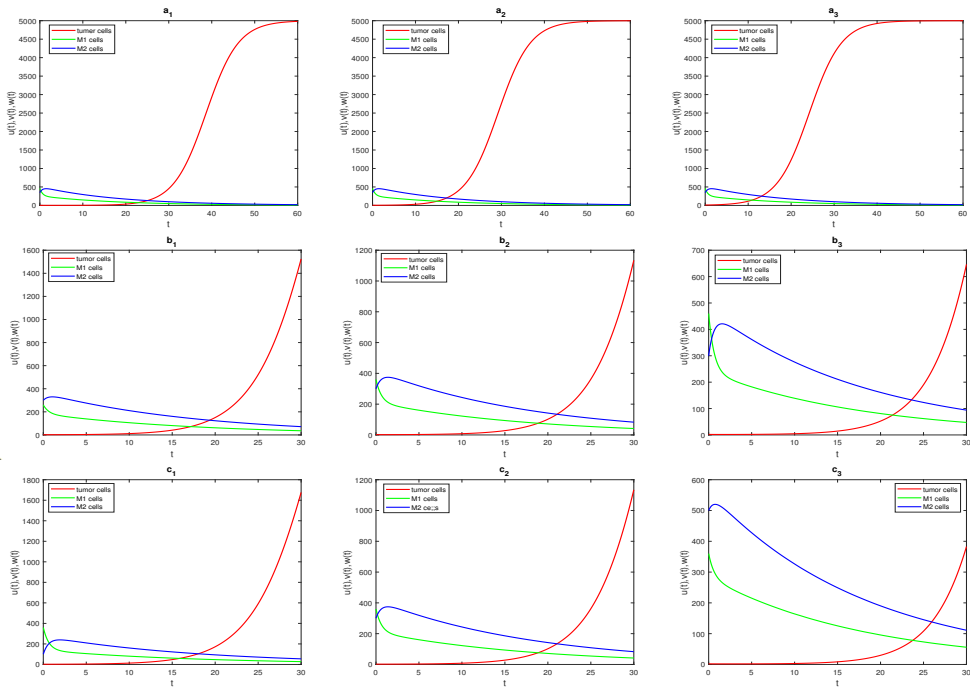 a1
a2
a3
tumor cells
M1 cells
M2 cells
tumor cells
M1 cells
M2 cells
tumor cells
M1 cells
M2 cells
u(t),v(t),w(t)
u(t),v(t),w(t)
u(t),v(t),w(t)
5000
4500
4000
3500
3000
2500
2000
1500
1000
500
0
5000
4500
4000
3500
3000
2500
2000
1500
1000
500
0
5000
4500
4000
3500
3000
2500
2000
1500
1000
500
0
0 10 20 30 40 50 60
0 10 20 30 40 50 60
0 10 20 30 40 50 60
t
t
t
b1
b2
b3
tumor cells
M1 cells
M2 cells
tumor cells
M1 cells
M2 cells
tumor cells
M1 cells
M2 cells
u(t),v(t),w(t)
u(t),v(t),w(t)
u(t),v(t),w(t)
1600
1400
1200
1000
800
600
400
200
0
1200
1000
800
600
400
200
0
700
600
500
400
300
200
100
0
0 5 10 15 20 25 30
0 5 10 15 20 25 30
0 5 10 15 20 25 30
t
t
t
c1
c2
c3
tumor cells
M1 cells
M2 cells
tumor cells
M1 cells
M2 ce;;s
tumor cells
M1 cells
M2 cells
u(t),v(t),w(t)
u(t),v(t),w(t)
u(t),v(t),w(t)
1800
1600
1400
1200
1000
800
600
400
200
0
1200
1000
800
600
400
200
0
600
500
400
300
200
100
0
0 5 10 15 20 25 30
0 5 10 15 20 25 30
0 5 10 15 20 25 30
t
t
t